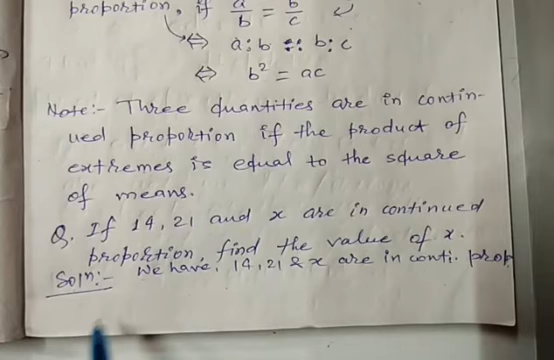 proportion, if a/b = b/c
⇔ a:b :: b:c
⇔ b² = ac
Note:- Three quantities are in contin-
ued proportion if the product of
extremes is equal to the square
of means.
Q. If 14, 21 and x are in continued
proportion, find the value of x.
Soln:- We have, 14, 21 & x are in conti. prop